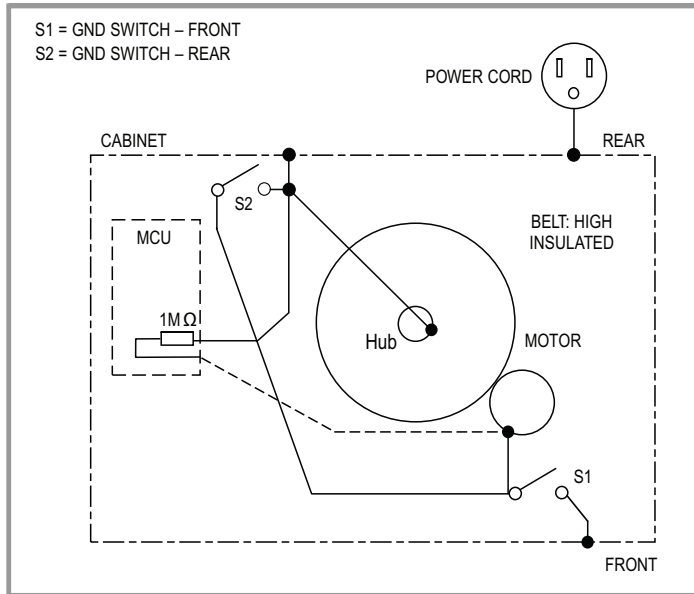 S1 = GND SWITCH – FRONT
S2 = GND SWITCH – REAR
POWER CORD
CABINET
REAR
S2
BELT: HIGH
INSULATED
MCU
1M Ω
Hub
MOTOR
S1
FRONT